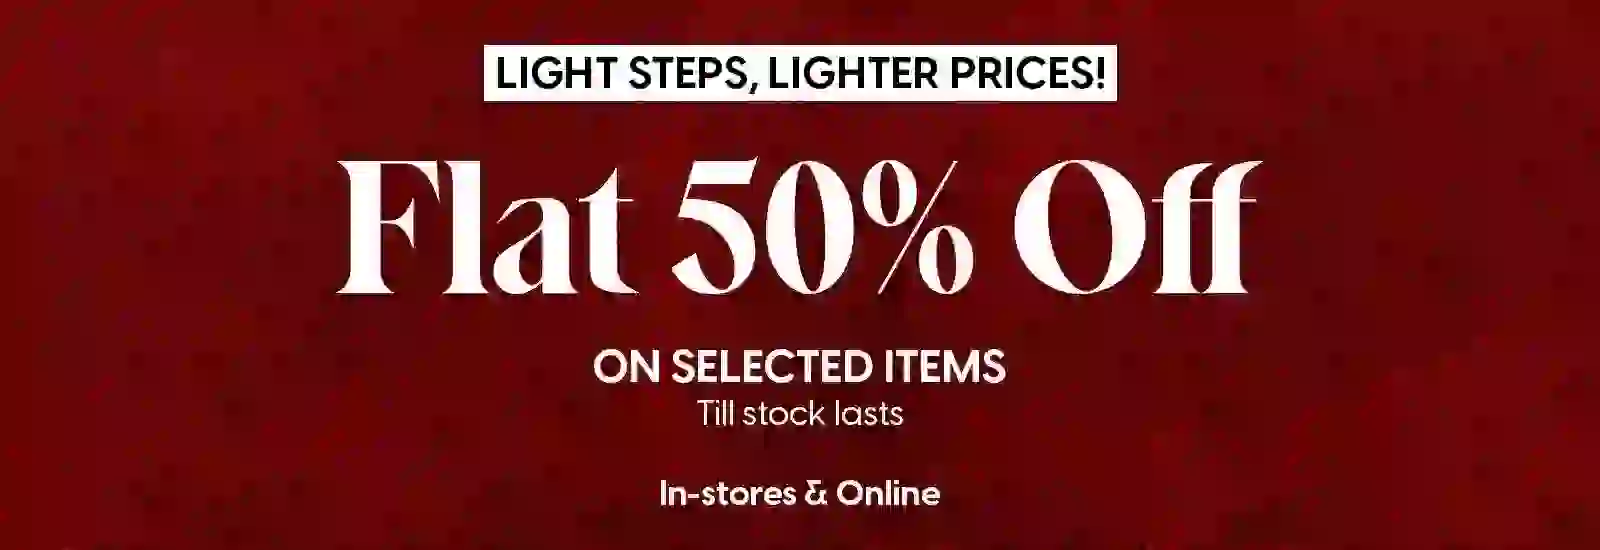 LIGHT STEPS, LIGHTER PRICES!
Flat 50% Off
ON SELECTED ITEMS
Till stock lasts
In-stores & Online